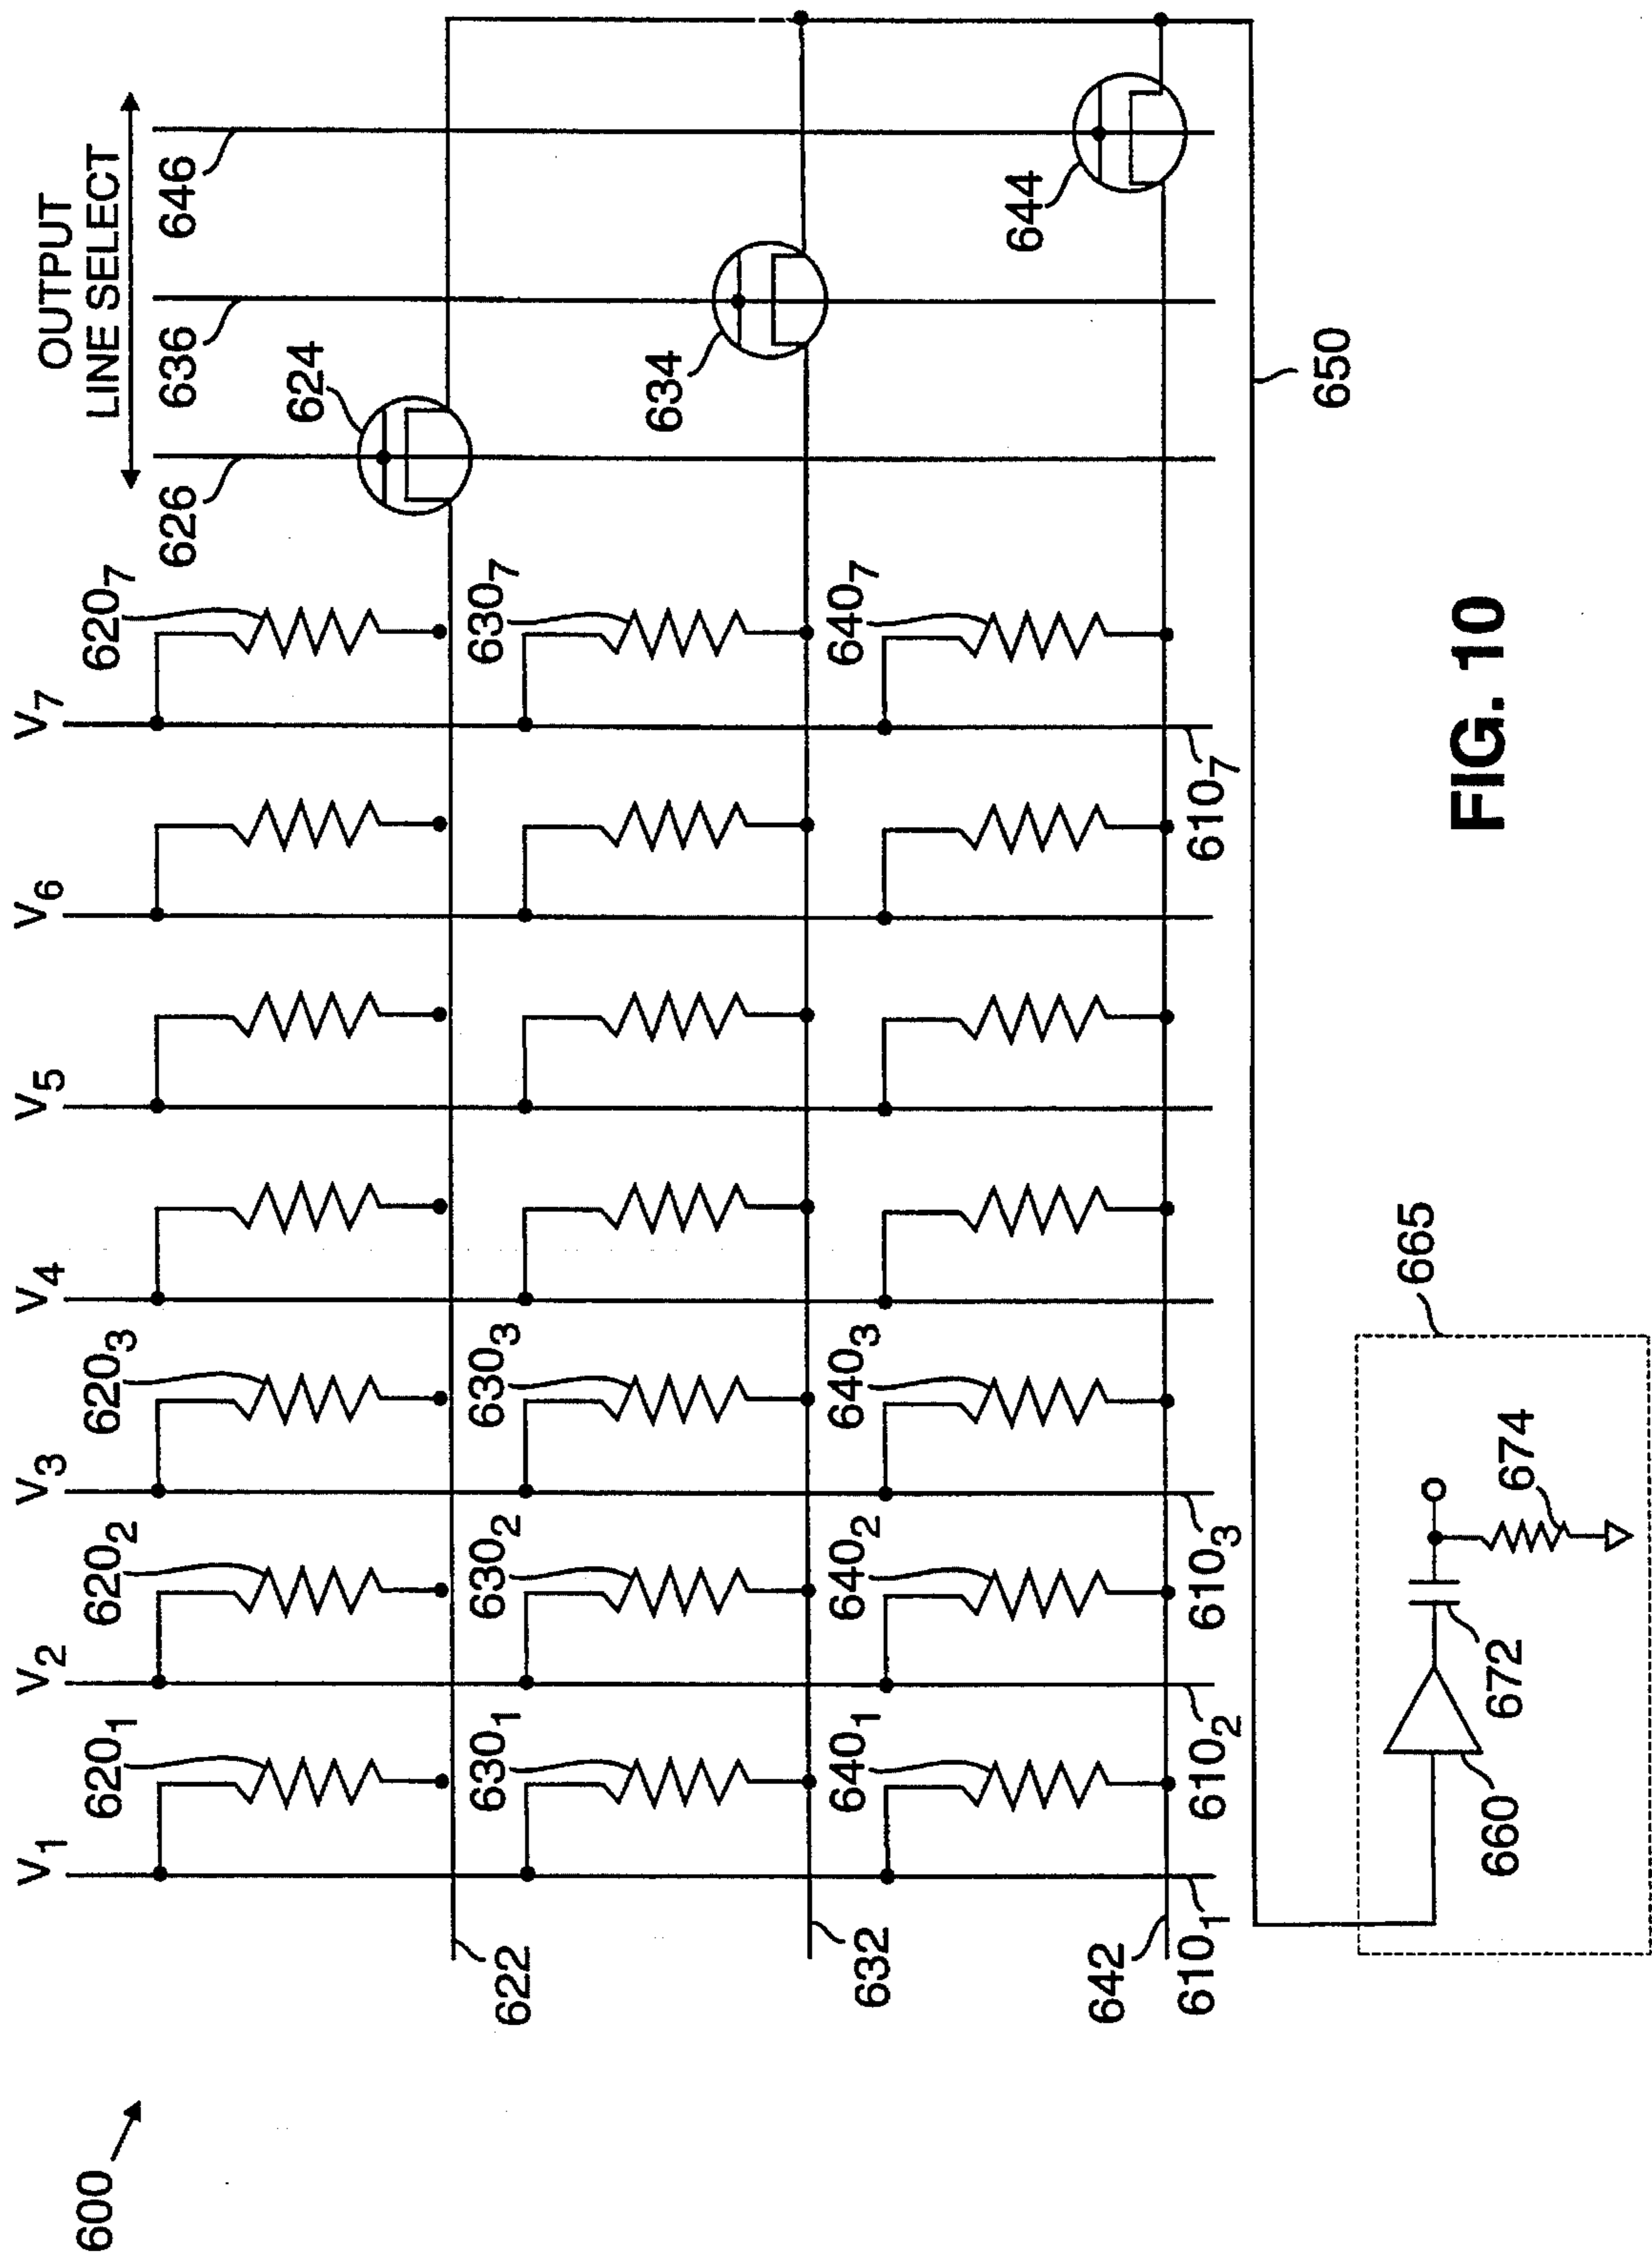 600
V1 V2 V3 V4 V5 V6 V7
OUTPUT
LINE SELECT
6201 6202 6203 6207
626 636 646
624
622
6301 6302 6303 6307
634
632
6401 6402 6403 6407
644
642
6101 6102 6103 6107
650
665
660 672 674
FIG. 10